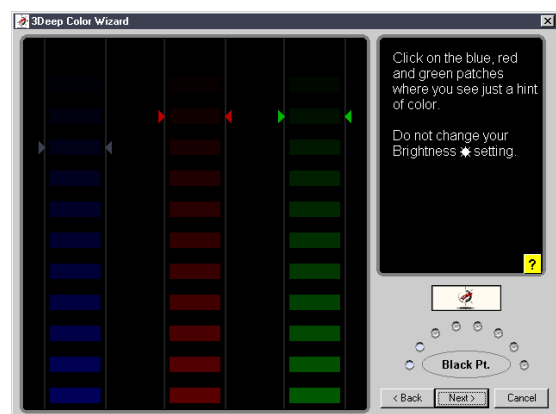 3Deep Color Wizard
Click on the blue, red
and green patches
where you see just a hint
of color.
Do not change your
Brightness setting.
?
Black Pt.
< Back
Next >
Cancel